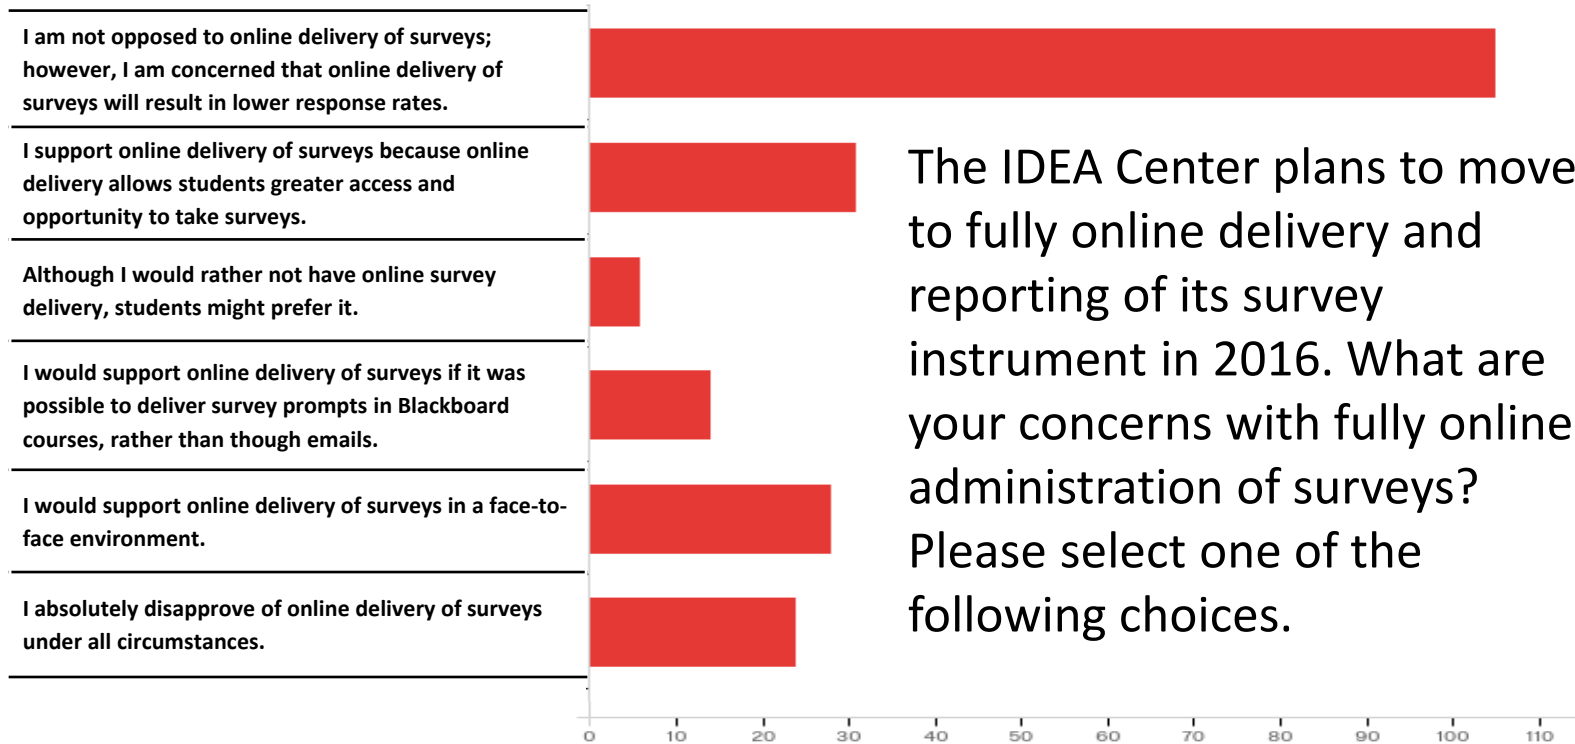 I am not opposed to online delivery of surveys;
however, I am concerned that online delivery of
surveys will result in lower response rates.
I support online delivery of surveys because online
delivery allows students greater access and
opportunity to take surveys.
Although I would rather not have online survey
delivery, students might prefer it.
I would support online delivery of surveys if it was
possible to deliver survey prompts in Blackboard
courses, rather than though emails.
I would support online delivery of surveys in a face-to-
face environment.
I absolutely disapprove of online delivery of surveys
under all circumstances.
The IDEA Center plans to move
to fully online delivery and
reporting of its survey
instrument in 2016. What are
your concerns with fully online
administration of surveys?
Please select one of the
following choices.
0 10 20 30 40 50 60 70 80 90 100 110